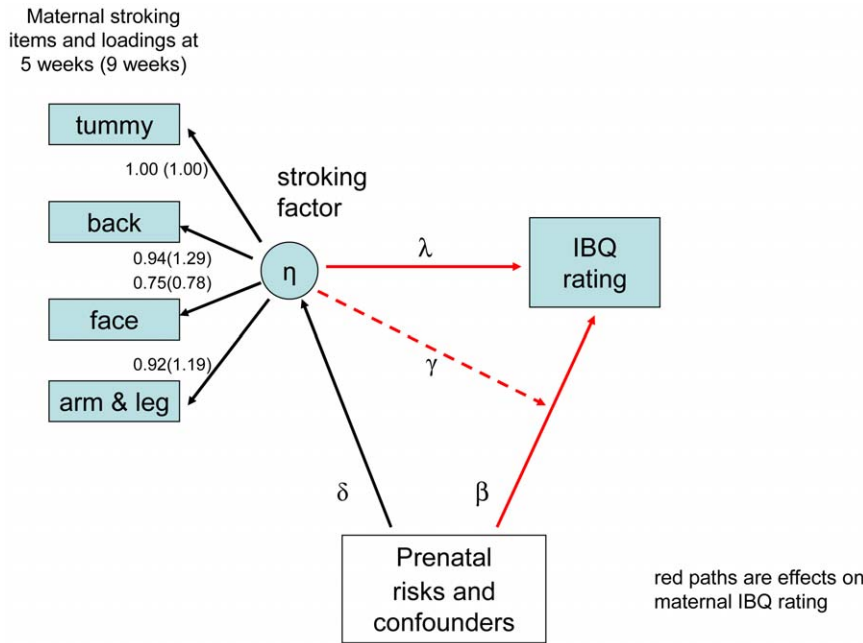 Maternal stroking
items and loadings at
5 weeks (9 weeks)
tummy
1.00 (1.00)
stroking
factor
back
0.94(1.29)
0.75(0.78)
η
λ
IBQ
rating
face
γ
0.92(1.19)
arm & leg
δ
β
Prenatal
risks and
confounders
red paths are effects on
maternal IBQ rating